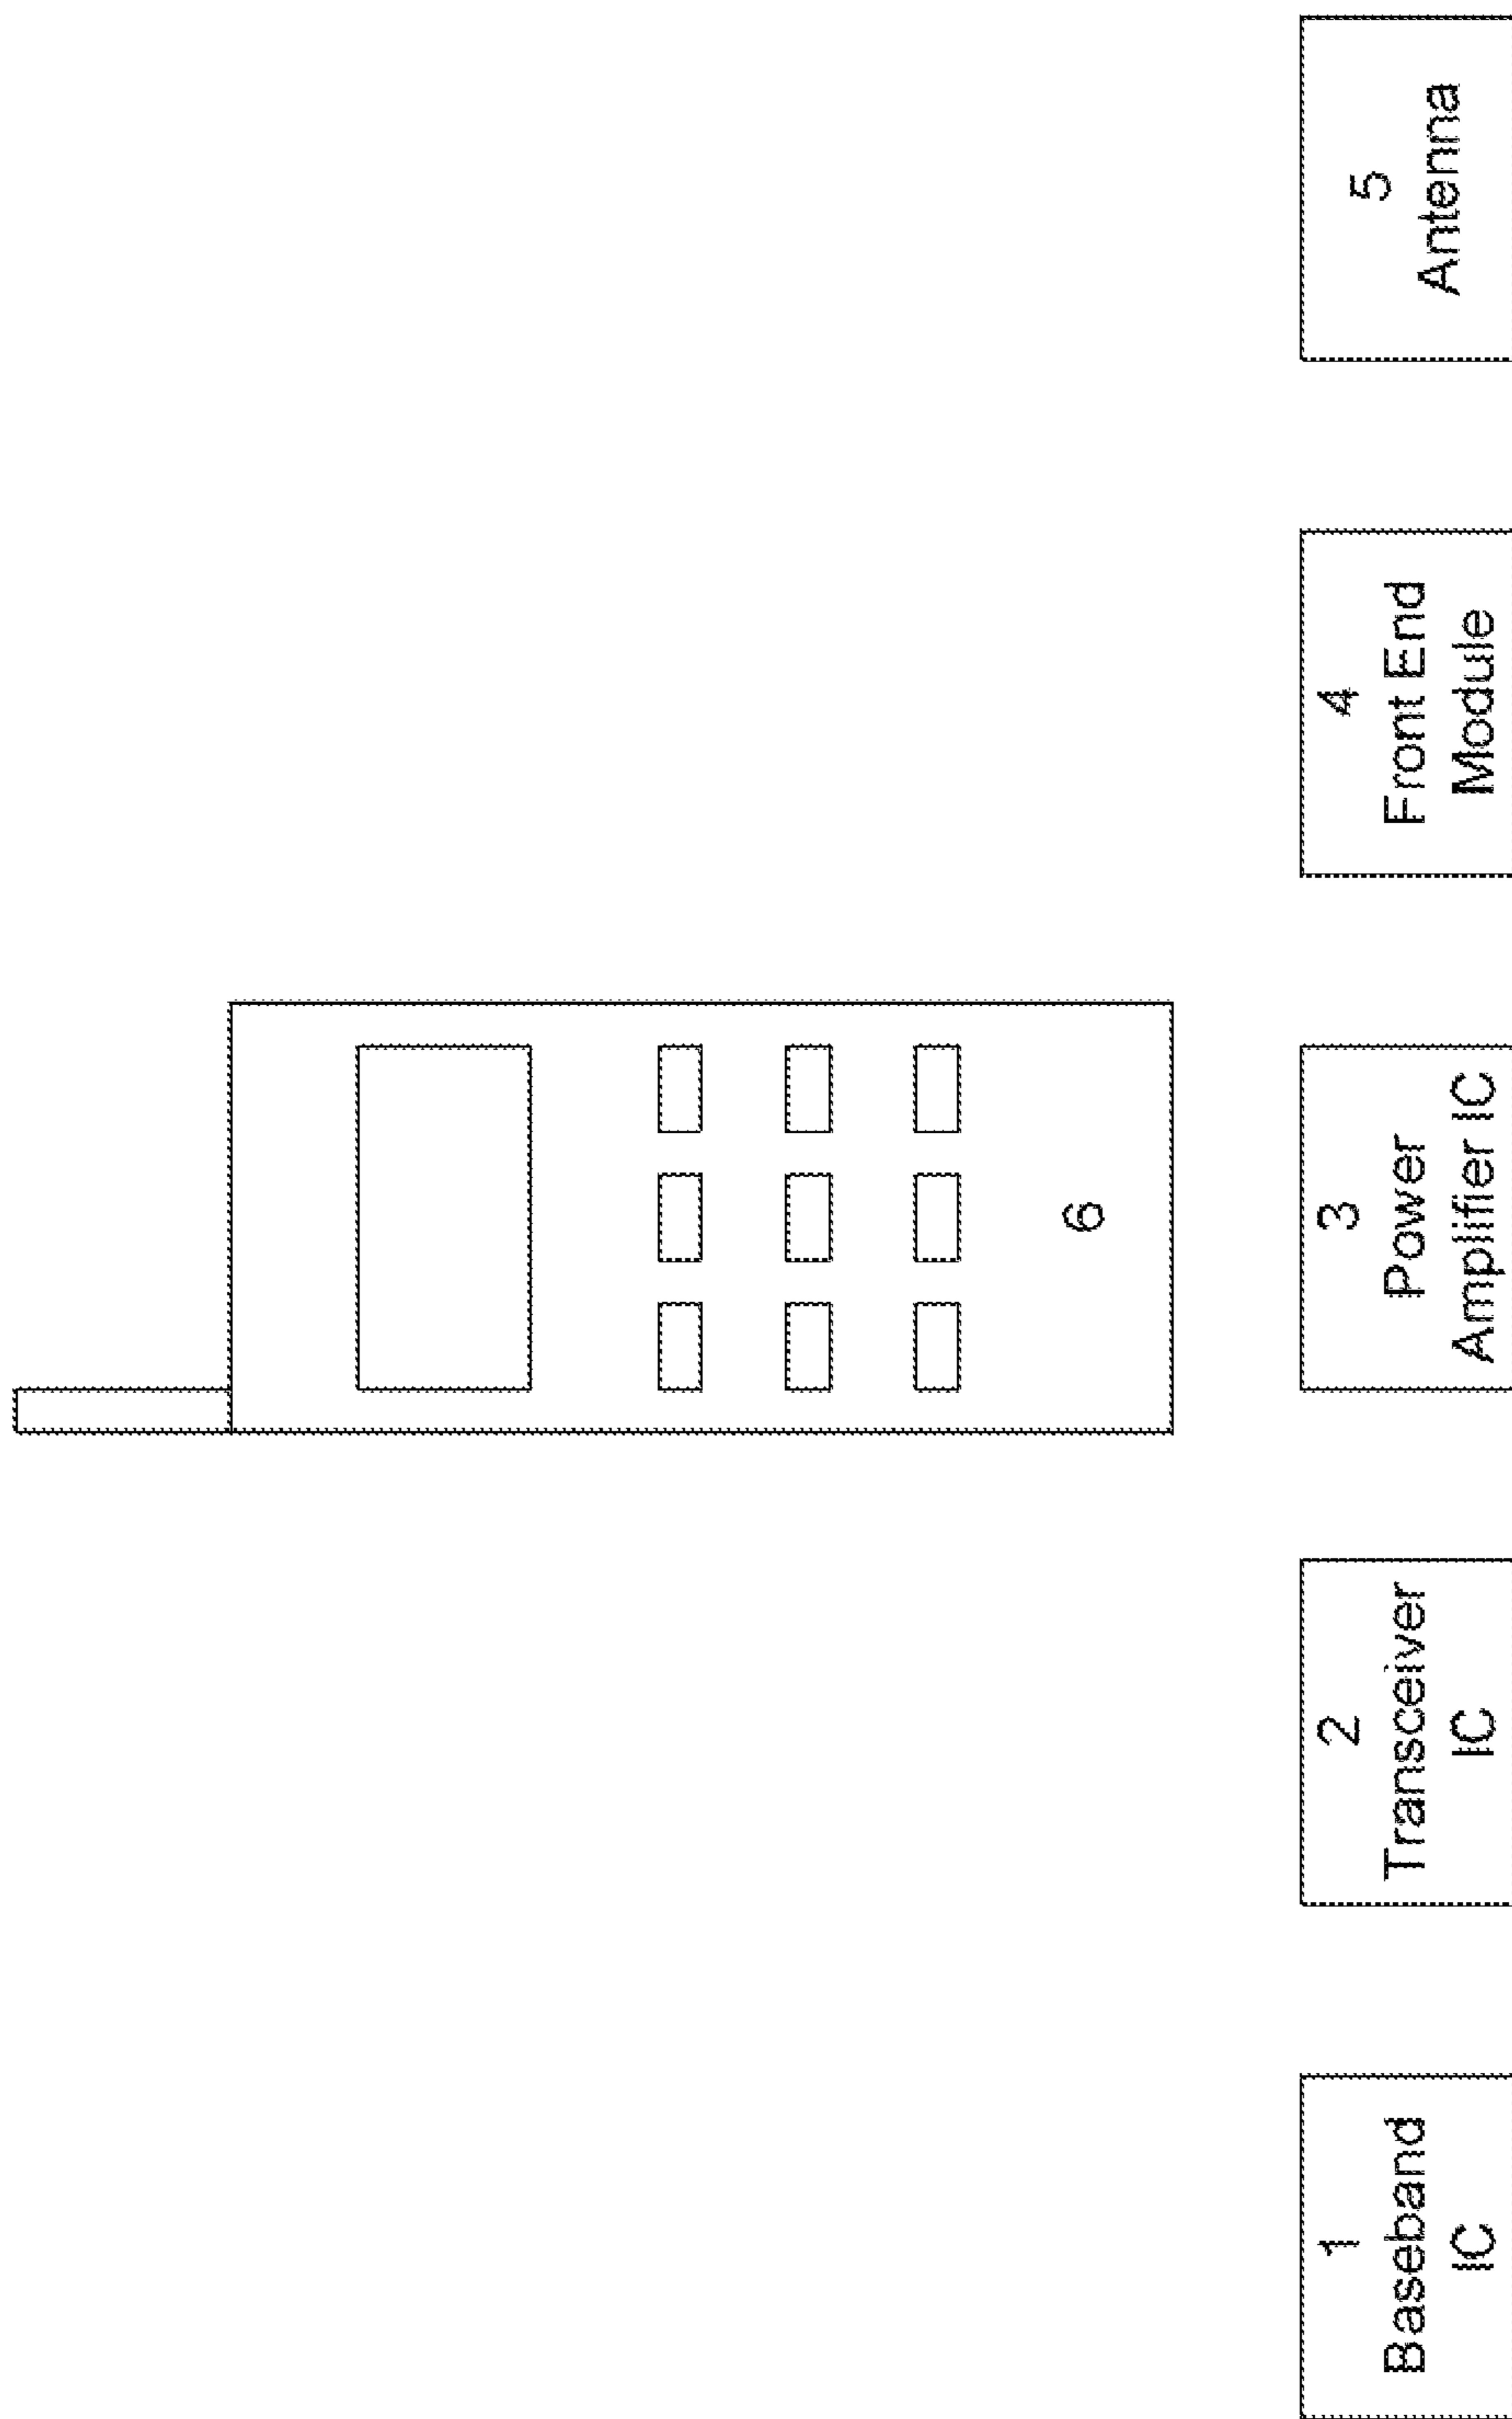 6
1
Baseband
IC
2
Transceiver
IC
3
Power
Amplifier IC
4
Front End
Module
5
Antenna